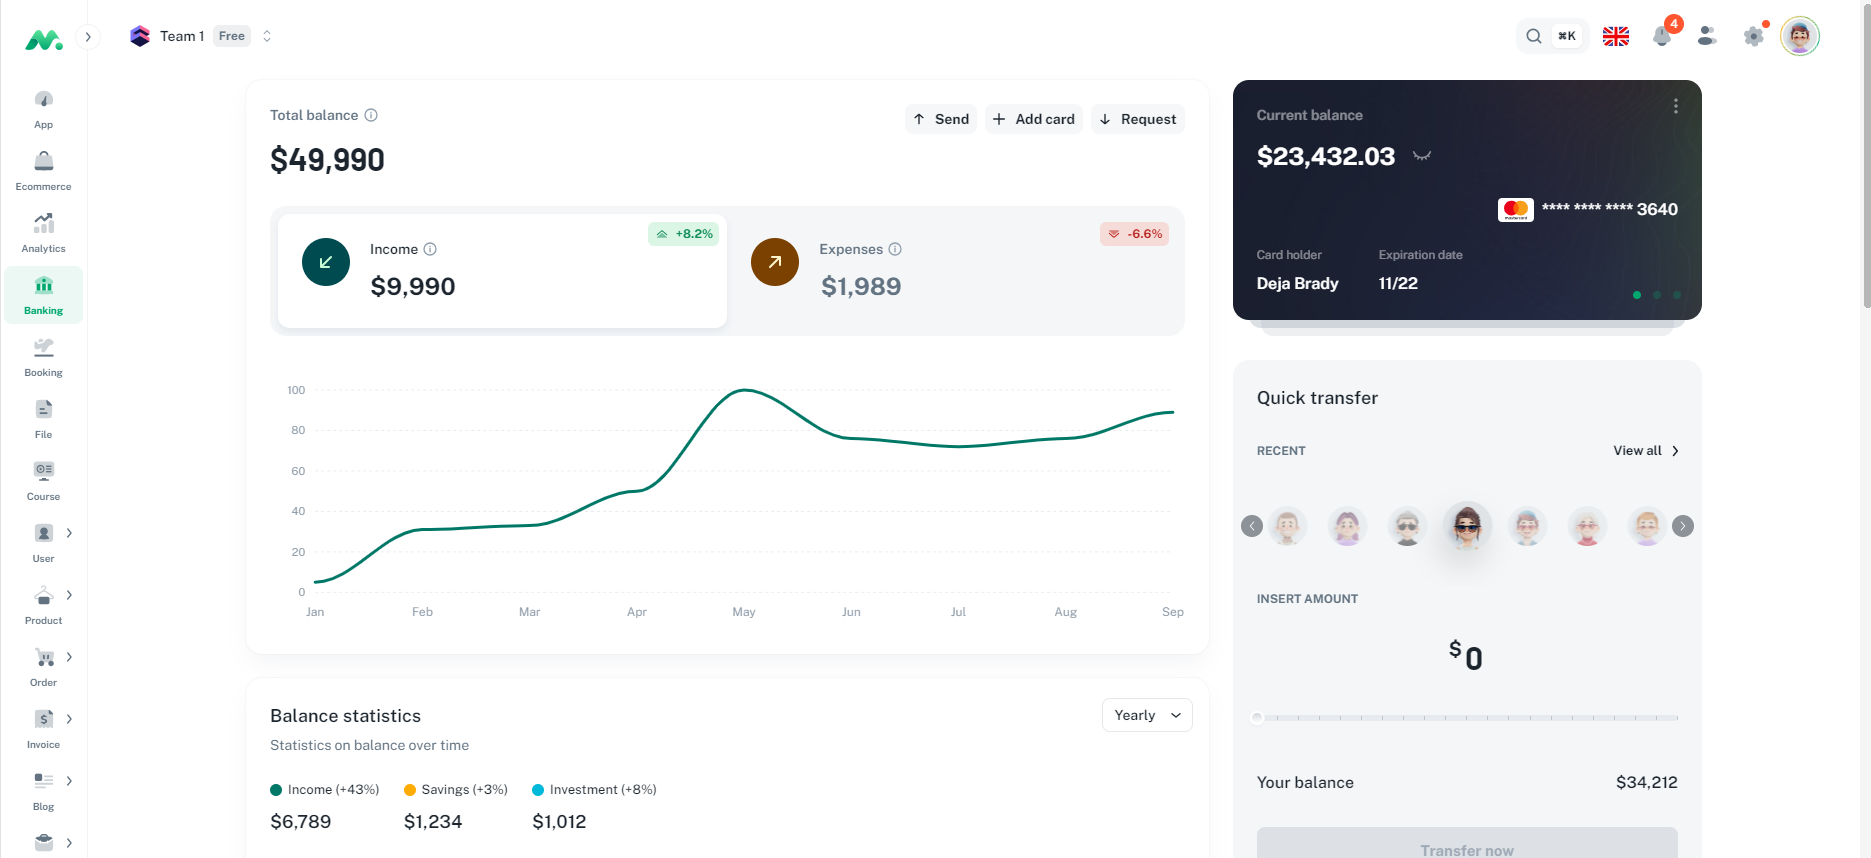 Team 1 Free
⌘K
4
App
Ecommerce
Analytics
Banking
Booking
File
Course
User
Product
Order
Invoice
Blog
Total balance
Send
Add card
Request
$49,990
Income
+8.2%
$9,990
Expenses
-6.6%
$1,989
100
80
60
40
20
0
Jan Feb Mar Apr May Jun Jul Aug Sep
Balance statistics
Yearly
Statistics on balance over time
Income (+43%)
$6,789
Savings (+3%)
$1,234
Investment (+8%)
$1,012
Current balance
$23,432.03
**** **** **** 3640
Card holder
Deja Brady
Expiration date
11/22
Quick transfer
RECENT
View all
INSERT AMOUNT
$0
Your balance
$34,212
Transfer now